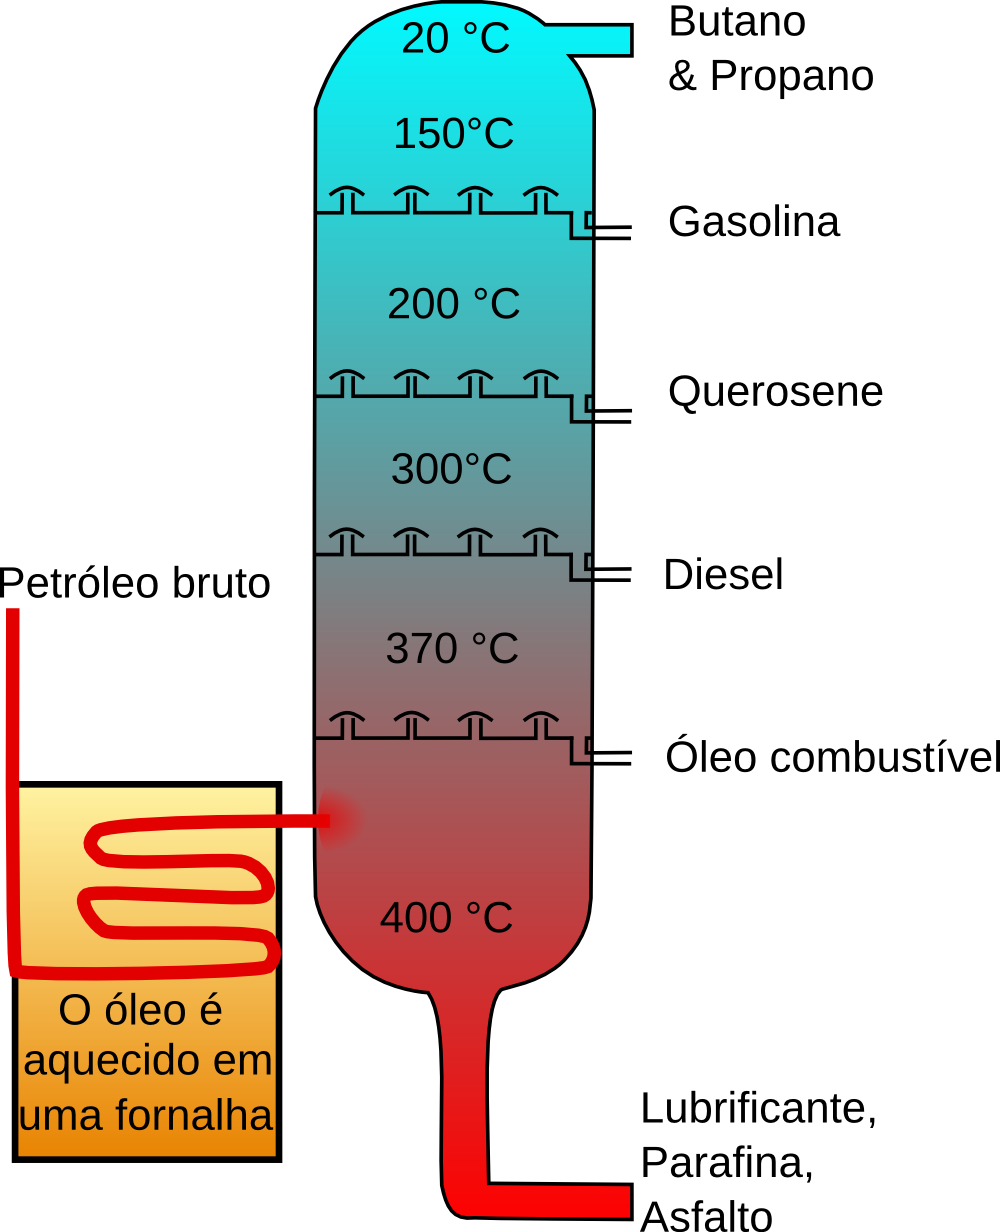 20 °C
Butano
& Propano
150°C
Gasolina
200 °C
Querosene
300°C
Diesel
Petróleo bruto
370 °C
Óleo combustível
400 °C
O óleo é
aquecido em
uma fornalha
Lubrificante,
Parafina,
Asfalto